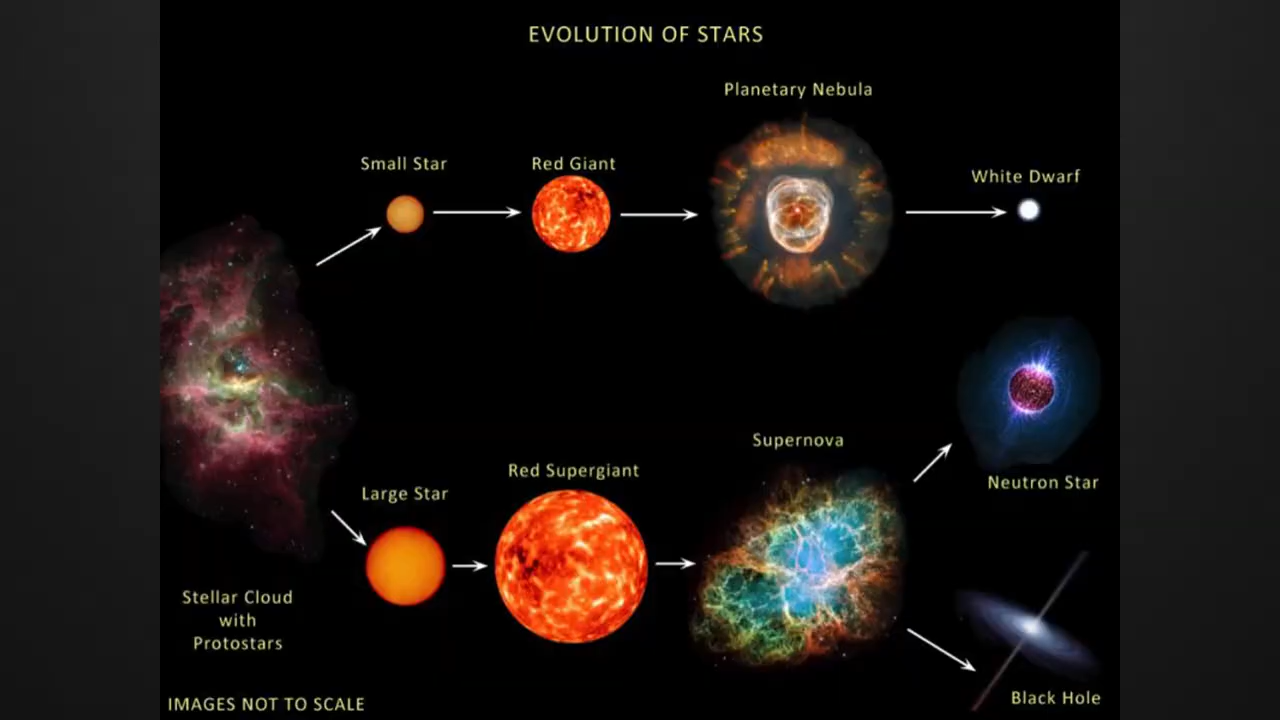 EVOLUTION OF STARS
Planetary Nebula
Small Star
Red Giant
White Dwarf
Supernova
Red Supergiant
Neutron Star
Large Star
Stellar Cloud
with
Protostars
Black Hole
IMAGES NOT TO SCALE